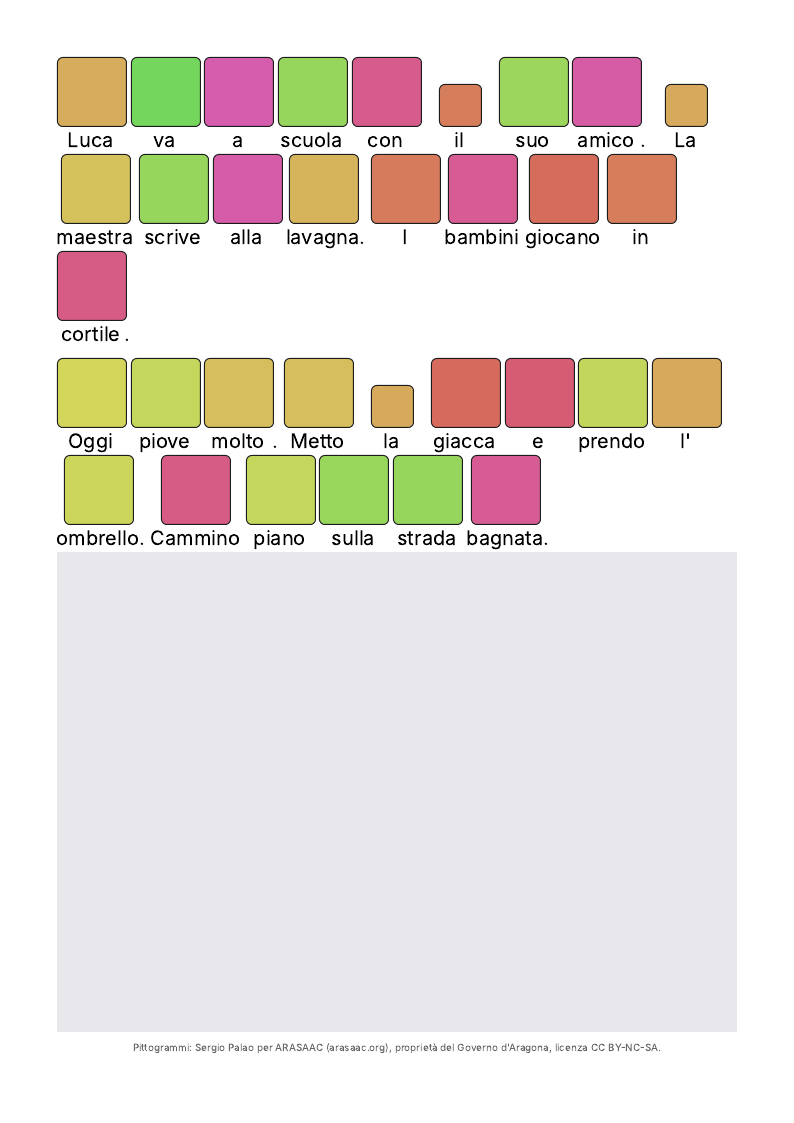 Luca va a scuola con il suo amico . La
maestra scrive alla lavagna. I bambini giocano in
cortile .
Oggi piove molto . Metto la giacca e prendo l'
ombrello. Cammino piano sulla strada bagnata.
Pittogrammi: Sergio Palao per ARASAAC (arasaac.org), proprietà del Governo d'Aragona, licenza CC BY-NC-SA.